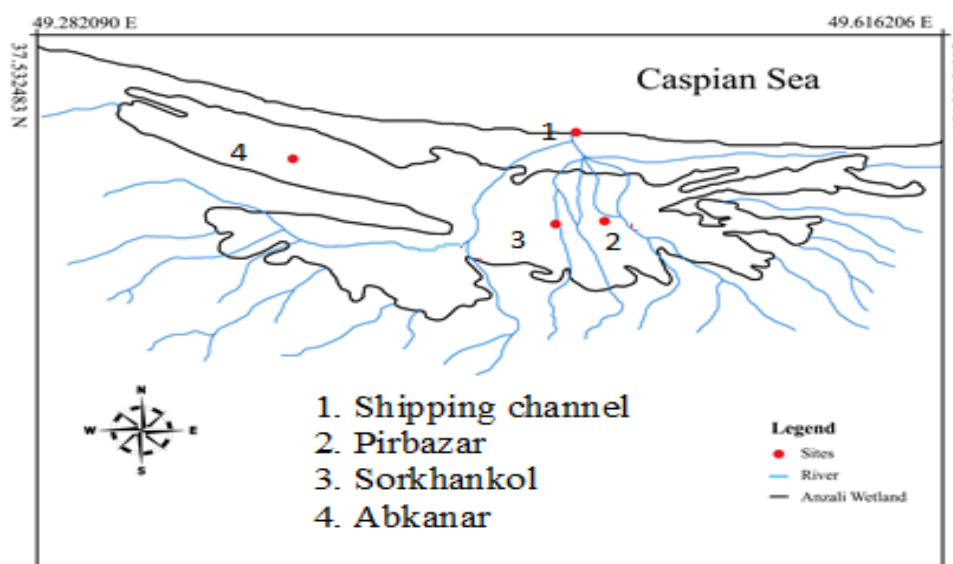 49.282090 E
49.616206 E
37.532483 N
Caspian Sea
1
4
3
2
N
W E
S
1. Shipping channel
2. Pirbazar
3. Sorkhankol
4. Abkanar
Legend
Sites
River
Anzali Wetland